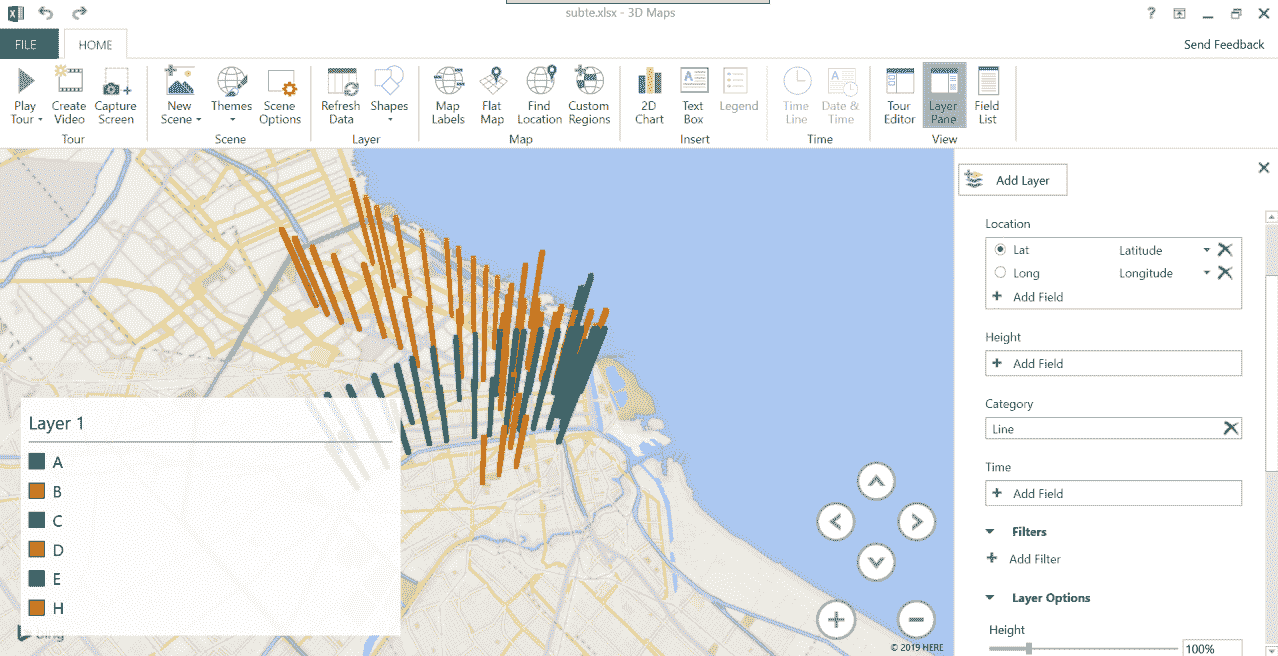 subte.xlsx - 3D Maps
?
FILE
HOME
Send Feedback
Play Tour
Create Video
Capture Screen
New Scene
Themes
Scene Options
Refresh Data
Shapes
Map Labels
Flat Map
Find Location
Custom Regions
2D Chart
Text Box
Legend
Time Line
Date & Time
Tour Editor
Layer Pane
Field List
Tour
Scene
Layer
Map
Insert
Time
View
Add Layer
Location
Lat Latitude
Long Longitude
Add Field
Height
Add Field
Category
Line
Time
Add Field
Filters
Add Filter
Layer Options
Height
100%
Layer 1
A
B
C
D
E
H
© 2019 HERE